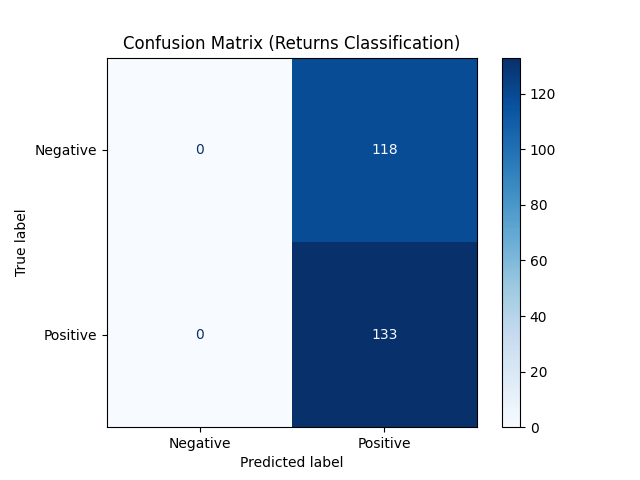 Confusion Matrix (Returns Classification)
True label
Negative
Positive
0
118
0
133
Negative
Positive
Predicted label
120
100
80
60
40
20
0